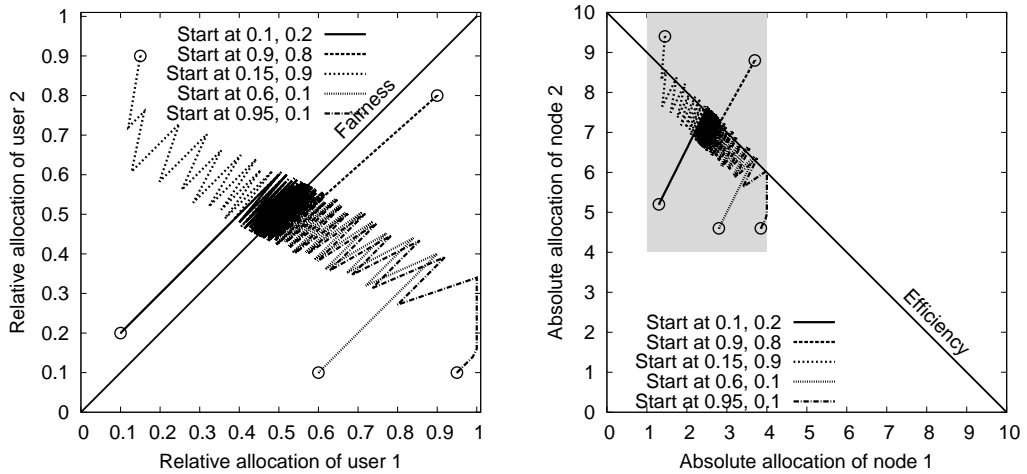 1
0.9
0.8
0.7
0.6
0.5
0.4
0.3
0.2
0.1
0
Relative allocation of user 2
Start at 0.1, 0.2
Start at 0.9, 0.8
Start at 0.15, 0.9
Start at 0.6, 0.1
Start at 0.95, 0.1
Fairness
0 0.1 0.2 0.3 0.4 0.5 0.6 0.7 0.8 0.9 1
Relative allocation of user 1
10
9
8
7
6
5
4
3
2
1
0
Absolute allocation of node 2
Efficiency
Start at 0.1, 0.2
Start at 0.9, 0.8
Start at 0.15, 0.9
Start at 0.6, 0.1
Start at 0.95, 0.1
0 1 2 3 4 5 6 7 8 9 10
Absolute allocation of node 1